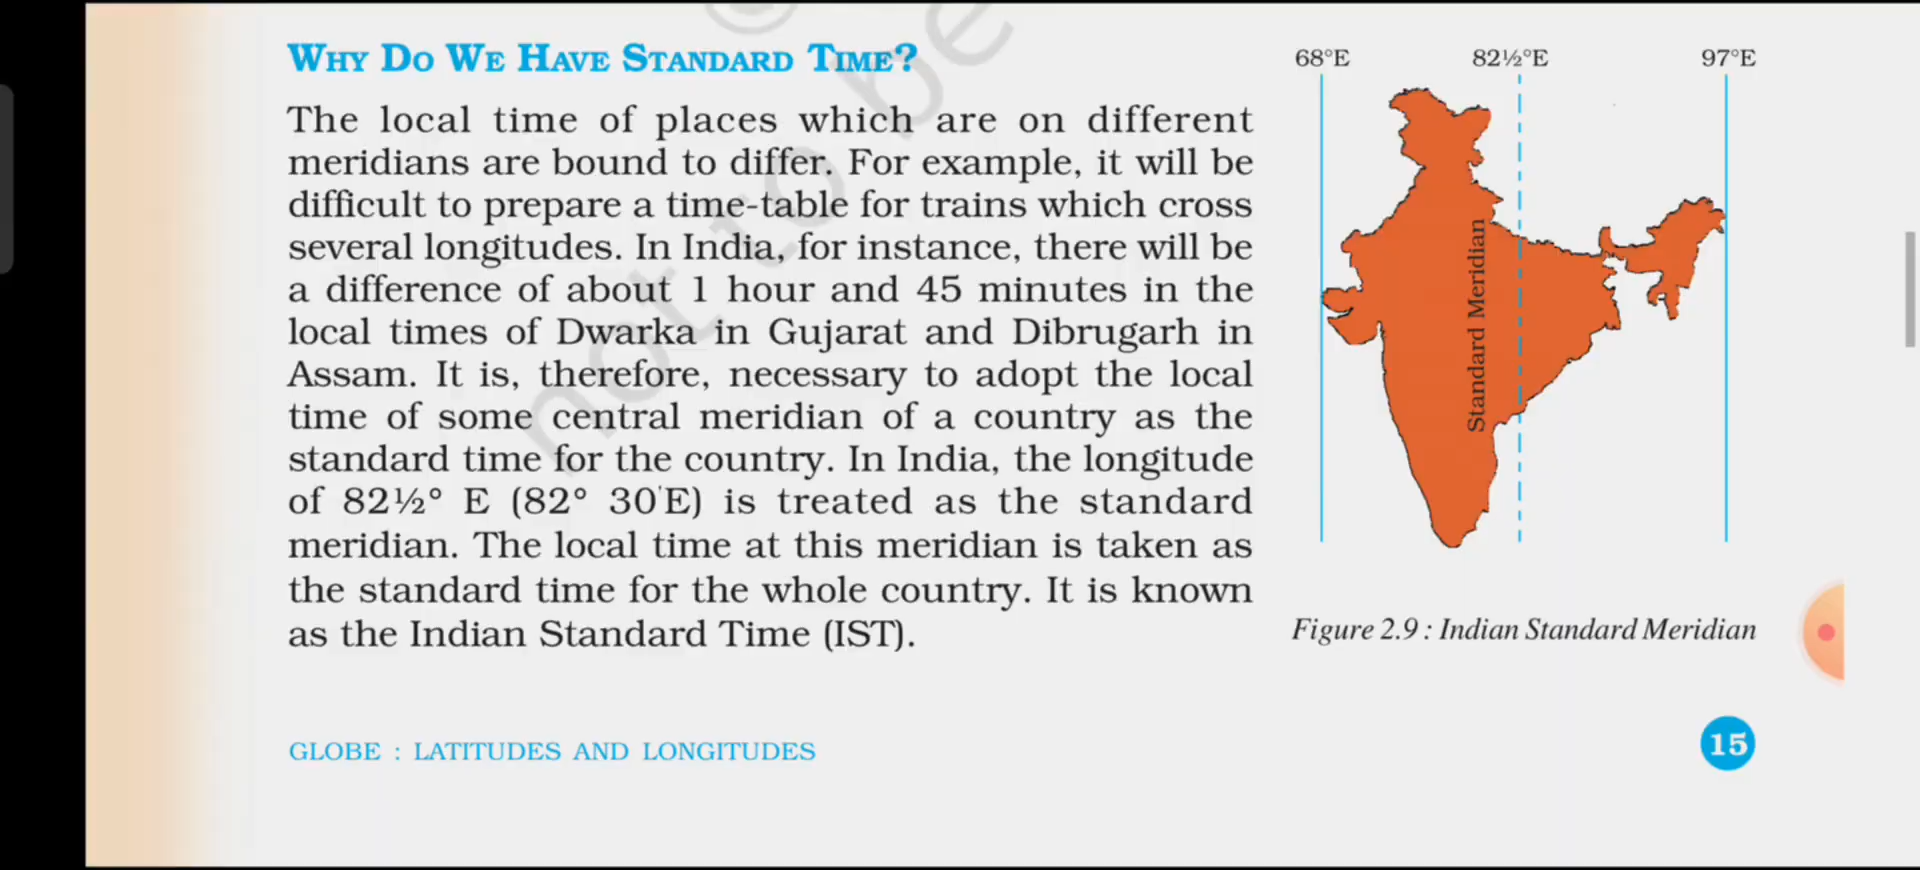 WHY DO WE HAVE STANDARD TIME?
The local time of places which are on different
meridians are bound to differ. For example, it will be
difficult to prepare a time-table for trains which cross
several longitudes. In India, for instance, there will be
a difference of about 1 hour and 45 minutes in the
local times of Dwarka in Gujarat and Dibrugarh in
Assam. It is, therefore, necessary to adopt the local
time of some central meridian of a country as the
standard time for the country. In India, the longitude
of 82½° E (82° 30'E) is treated as the standard
meridian. The local time at this meridian is taken as
the standard time for the whole country. It is known
as the Indian Standard Time (IST).
68°E 82½°E 97°E
Standard Meridian
Figure 2.9 : Indian Standard Meridian
GLOBE : LATITUDES AND LONGITUDES
15
not to be